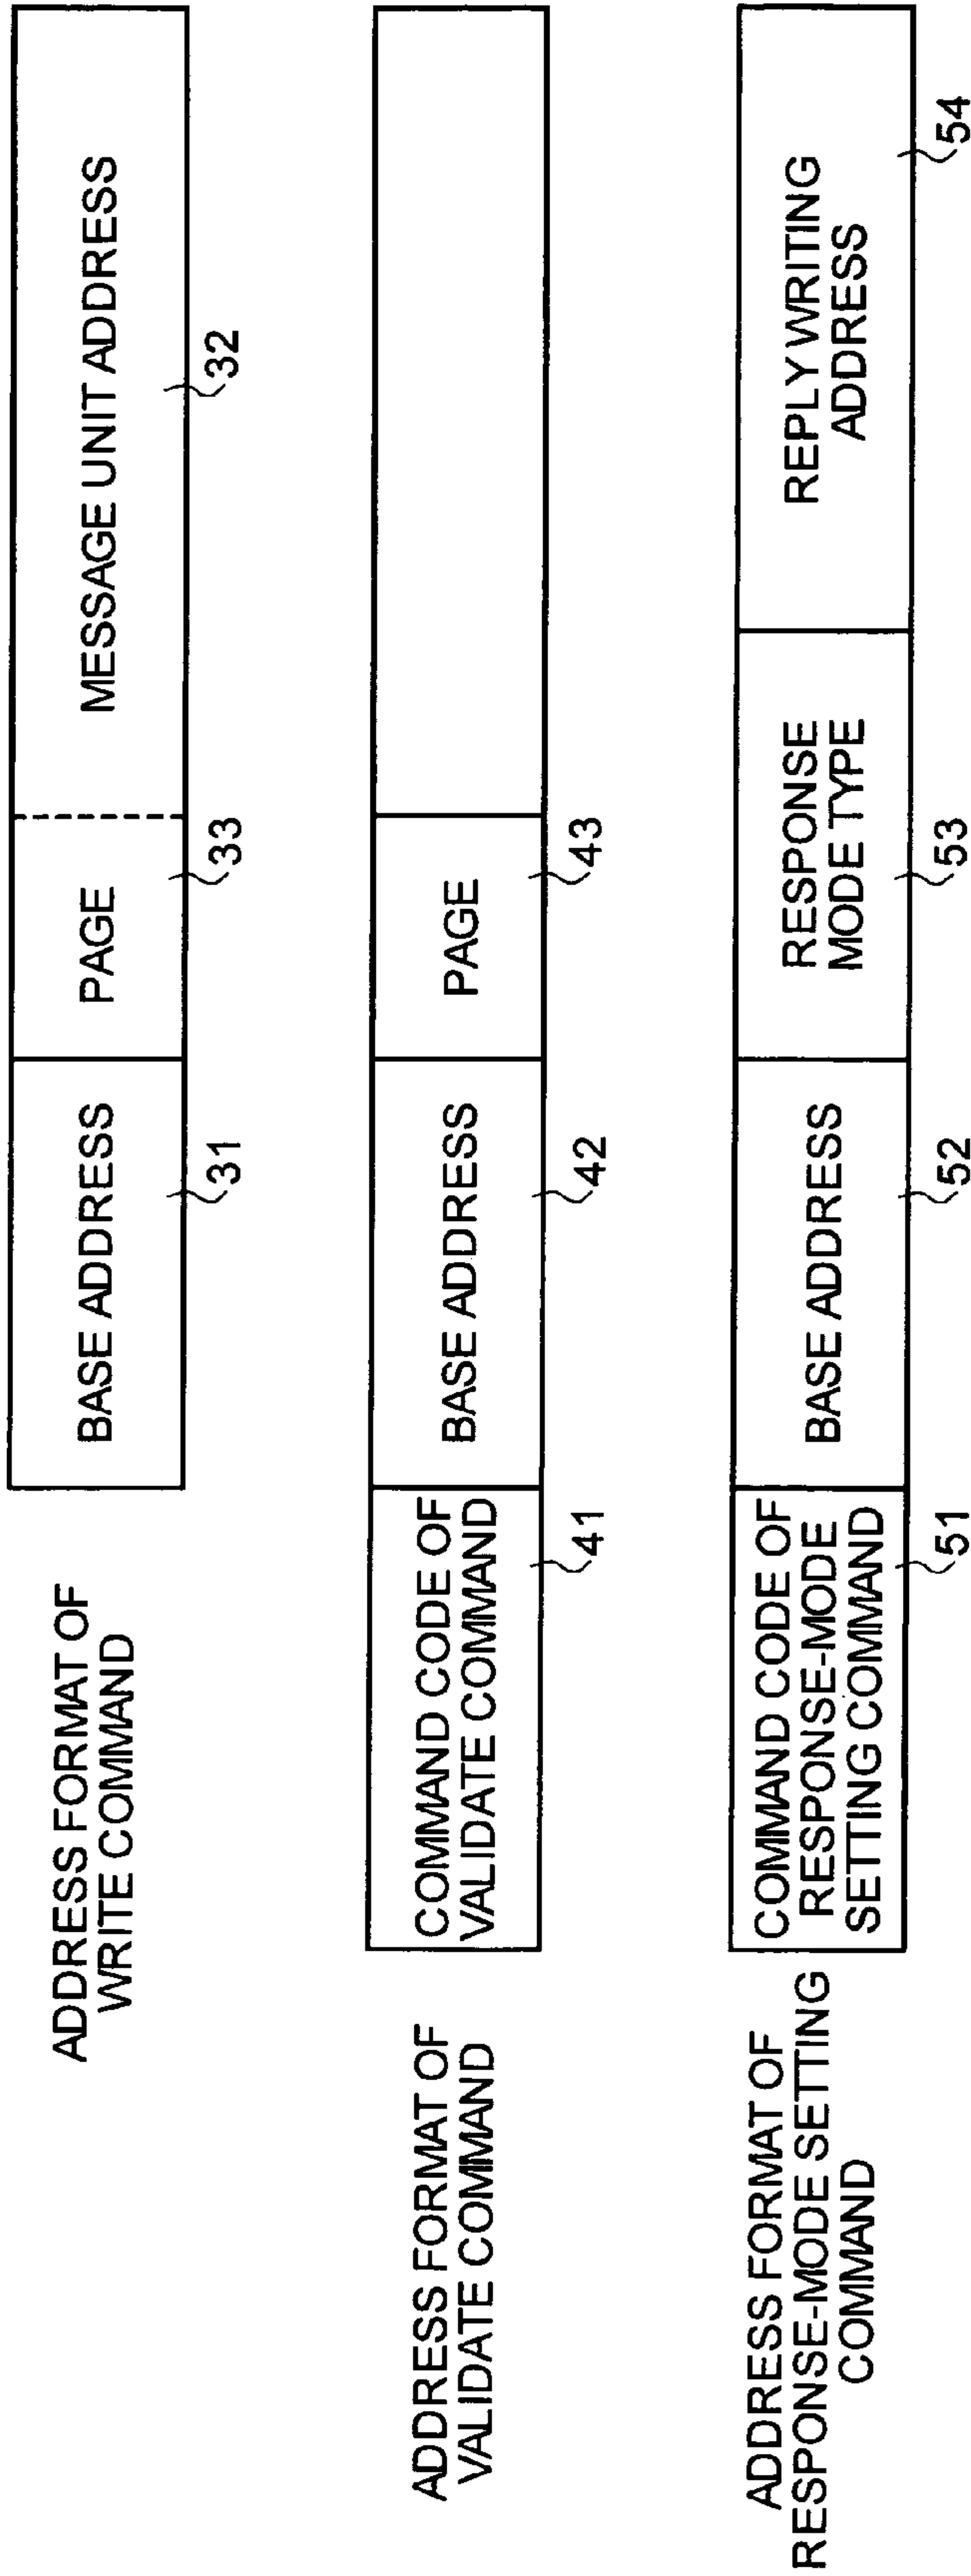 ADDRESS FORMAT OF
WRITE COMMAND
BASE ADDRESS
PAGE
MESSAGE UNIT ADDRESS
31
33
32
ADDRESS FORMAT OF
VALIDATE COMMAND
COMMAND CODE OF
VALIDATE COMMAND
BASE ADDRESS
PAGE
41
42
43
ADDRESS FORMAT OF
RESPONSE-MODE SETTING
COMMAND
COMMAND CODE OF
RESPONSE-MODE
SETTING COMMAND
BASE ADDRESS
RESPONSE
MODE TYPE
REPLY WRITING
ADDRESS
51
52
53
54